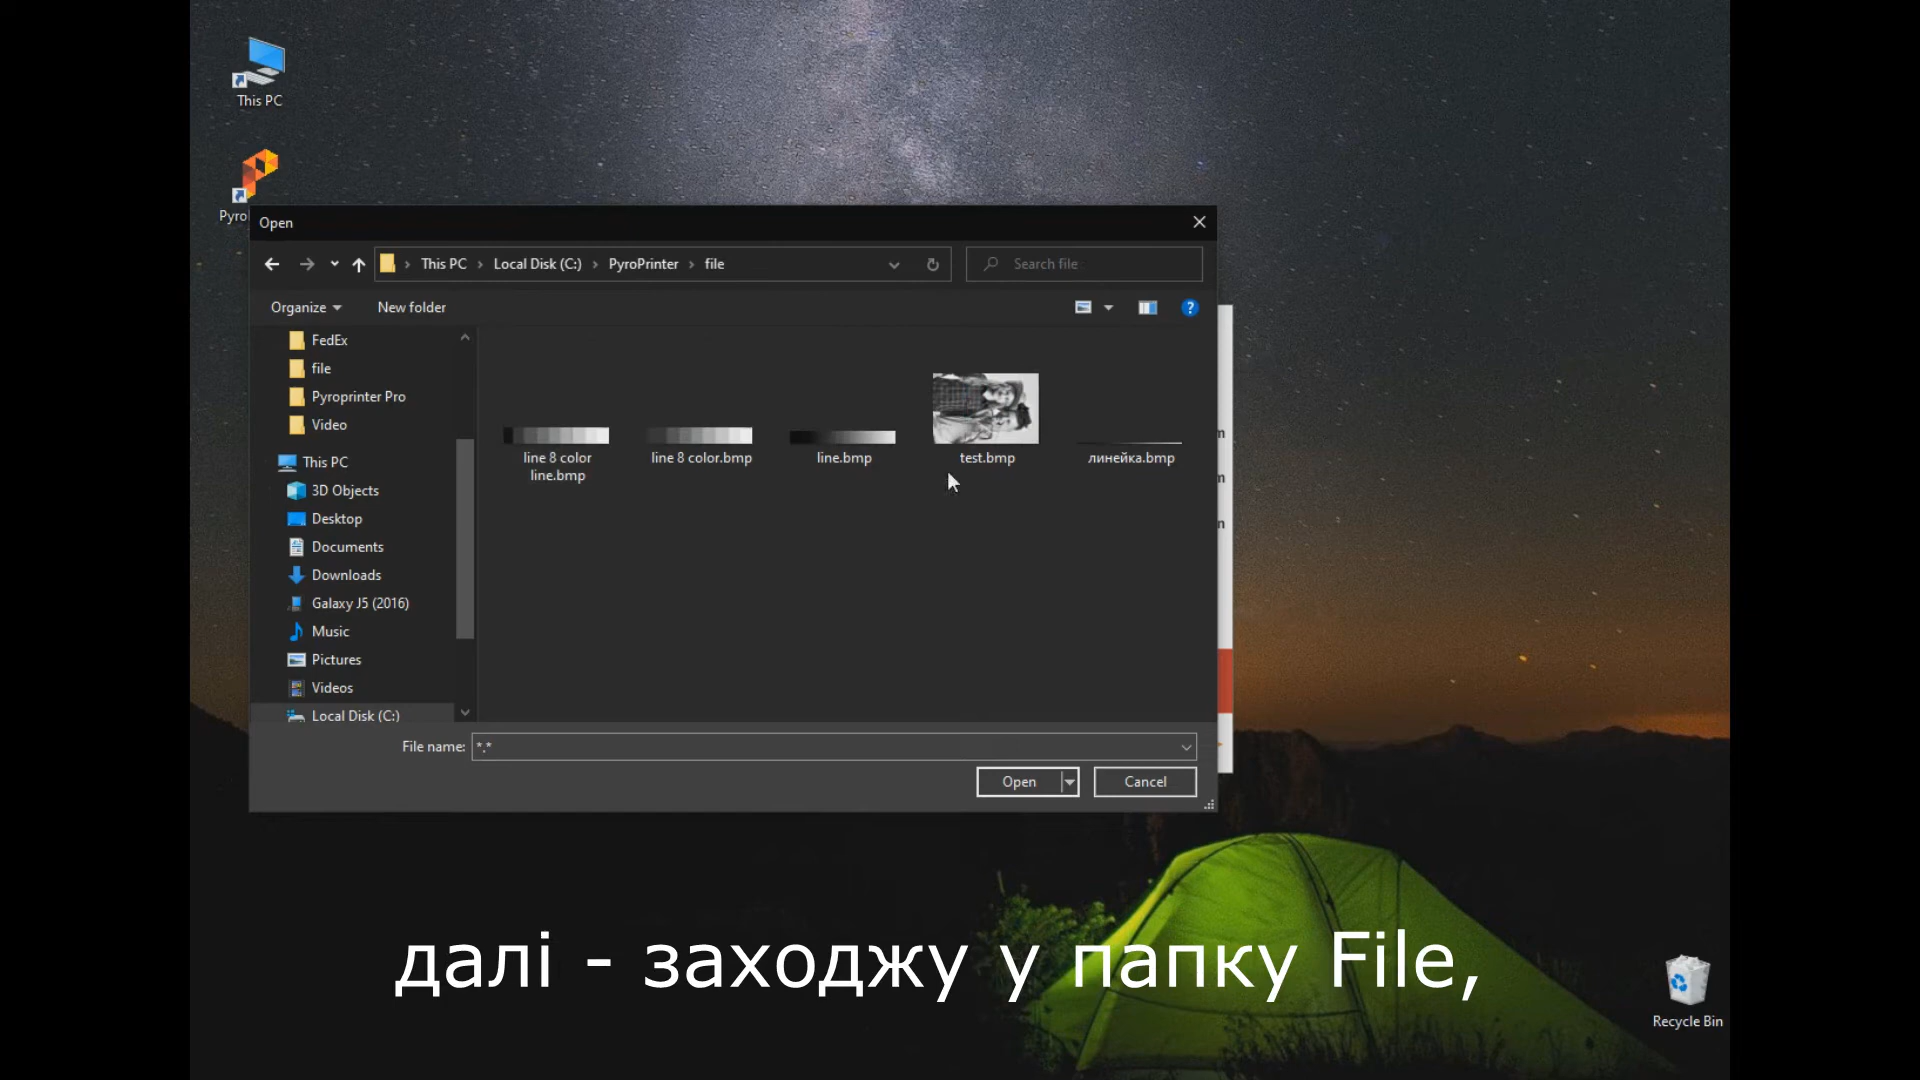 This PC
Pyro
Open
This PC
Local Disk (C:)
PyroPrinter
file
Search file
Organize
New folder
?
FedEx
file
Pyroprinter Pro
Video
This PC
3D Objects
Desktop
Documents
Downloads
Galaxy J5 (2016)
Music
Pictures
Videos
Local Disk (C:)
line 8 color
line.bmp
line 8 color.bmp
line.bmp
test.bmp
линейка.bmp
File name:
*.*
Open
Cancel
далі - заходжу у папку File,
Recycle Bin